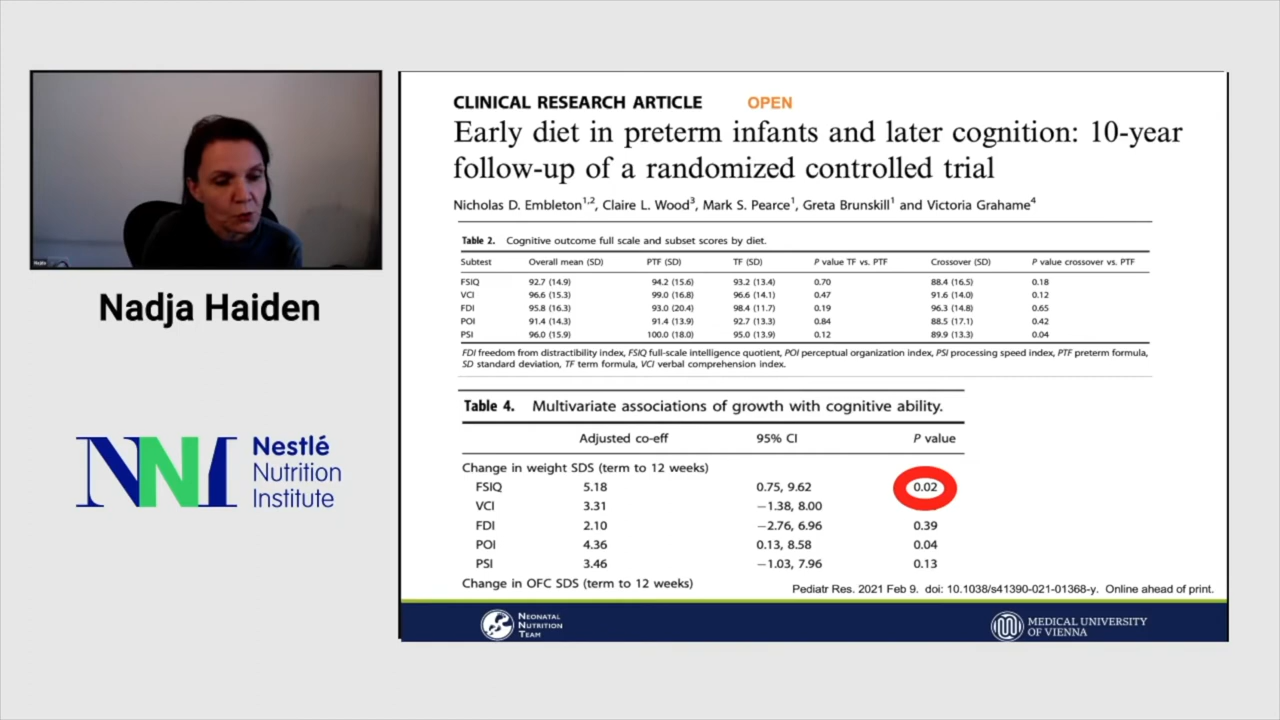 Nadja Haiden
NNI
Nestlé
Nutrition
Institute
CLINICAL RESEARCH ARTICLE OPEN
Early diet in preterm infants and later cognition: 10-year
follow-up of a randomized controlled trial
Nicholas D. Embleton1,2, Claire L. Wood3, Mark S. Pearce1, Greta Brunskill1 and Victoria Grahame4
Table 2. Cognitive outcome full scale and subset scores by diet.
Subtest Overall mean (SD) PTF (SD) TF (SD) P value TF vs. PTF Crossover (SD) P value crossover vs. PTF
FSIQ 92.7 (14.9) 94.2 (15.6) 93.2 (13.4) 0.70 88.4 (16.5) 0.18
VCI 96.6 (15.3) 99.0 (16.8) 96.6 (14.1) 0.47 91.6 (14.0) 0.12
FDI 95.8 (16.3) 93.0 (20.4) 98.4 (11.7) 0.19 96.3 (14.8) 0.65
POI 91.4 (14.3) 91.4 (13.9) 92.7 (13.3) 0.84 88.5 (17.1) 0.42
PSI 96.0 (15.9) 100.0 (18.0) 95.0 (13.9) 0.12 89.9 (13.3) 0.04
FDI freedom from distractibility index, FSIQ full-scale intelligence quotient, POI perceptual organization index, PSI processing speed index, PTF preterm formula,
SD standard deviation, TF term formula, VCI verbal comprehension index.
Table 4. Multivariate associations of growth with cognitive ability.
Adjusted co-eff 95% CI P value
Change in weight SDS (term to 12 weeks)
FSIQ 5.18 0.75, 9.62 0.02
VCI 3.31 −1.38, 8.00
FDI 2.10 −2.76, 6.96 0.39
POI 4.36 0.13, 8.58 0.04
PSI 3.46 −1.03, 7.96 0.13
Change in OFC SDS (term to 12 weeks)
Pediatr Res. 2021 Feb 9. doi: 10.1038/s41390-021-01368-y. Online ahead of print.
NEONATAL
NUTRITION
TEAM
MEDICAL UNIVERSITY
OF VIENNA